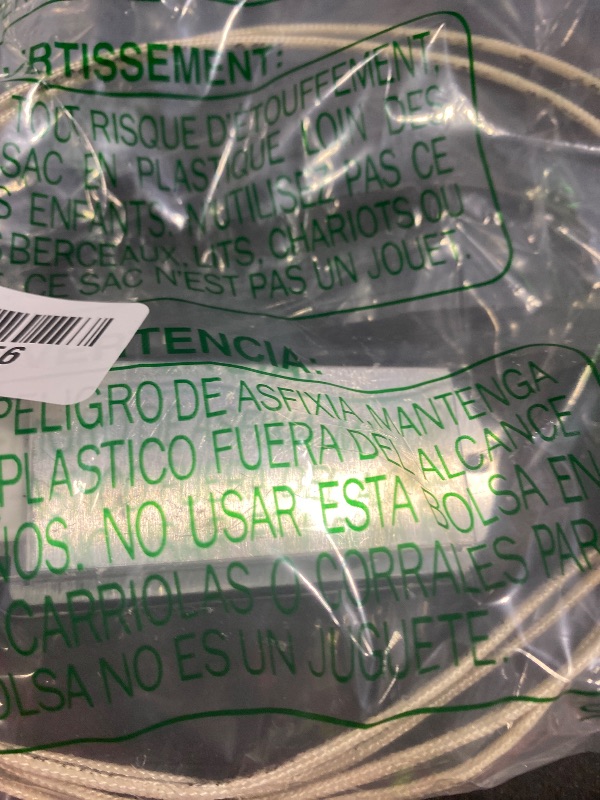 RTISSEMENT:
TOUT RISQUE D'ETOUFFEMENT,
SAC EN PLASTIQUE LOIN DES
S ENFANTS. N'UTILISEZ PAS CE
BERCEAUX, LITS, CHARIOTS OU
CE SAC N'EST PAS UN JOUET.
RTENCIA:
PELIGRO DE ASFIXIA. MANTENGA
PLASTICO FUERA DEL ALCANCE
NOS. NO USAR ESTA BOLSA EN
CARRIOLAS O CORRALES PAR
OLSA NO ES UN JUGUETE.